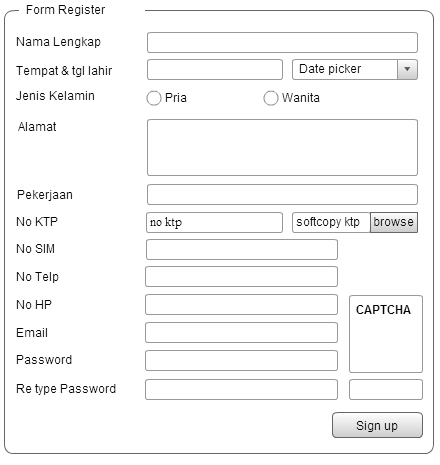 Form Register
Nama Lengkap
Tempat & tgl lahir Date picker
Jenis Kelamin Pria Wanita
Alamat
Pekerjaan
No KTP no ktp softcopy ktp browse
No SIM
No Telp
No HP CAPTCHA
Email
Password
Re type Password
Sign up